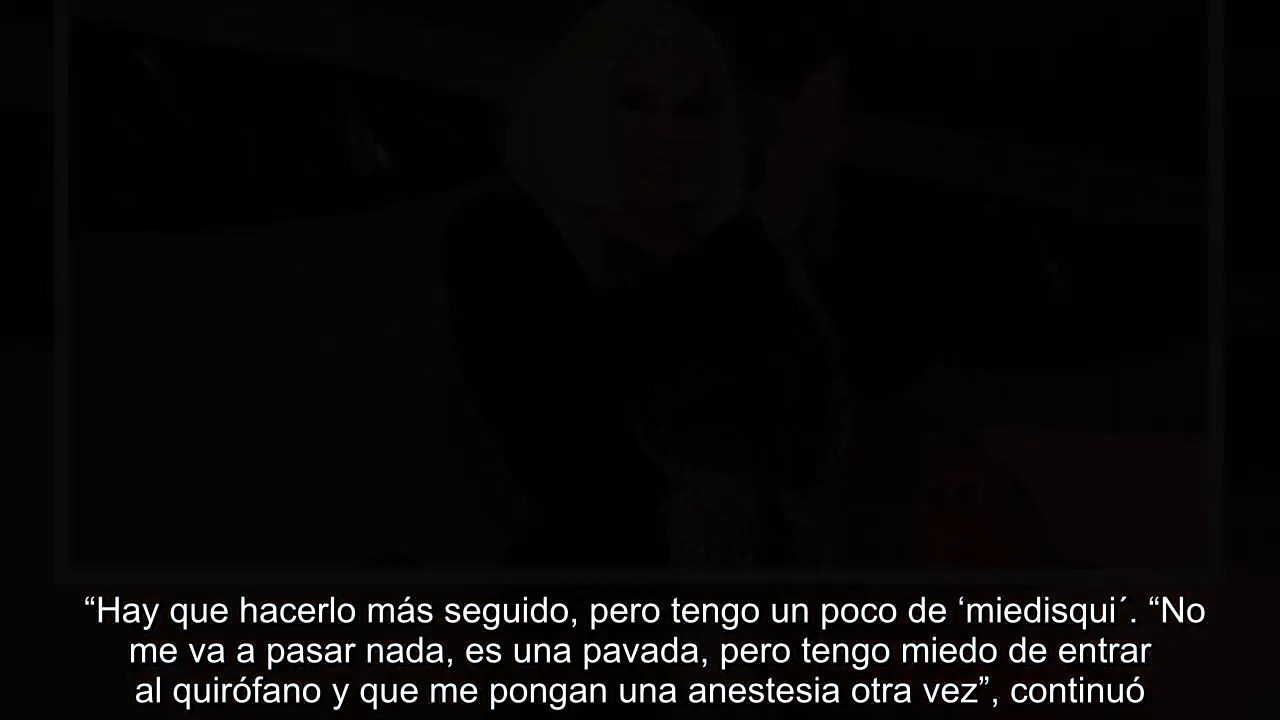 “Hay que hacerlo más seguido, pero tengo un poco de ‘miedisqui´. “No
me va a pasar nada, es una pavada, pero tengo miedo de entrar
al quirófano y que me pongan una anestesia otra vez”, continuó